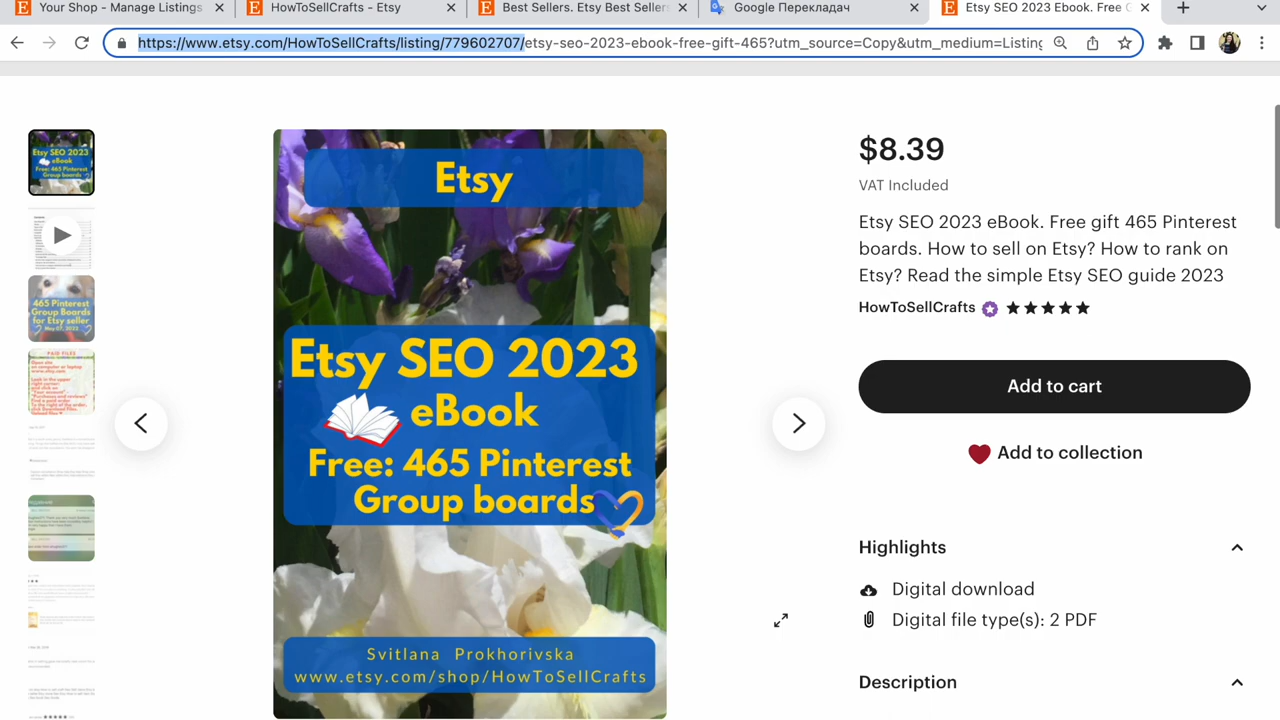 Your Shop - Manage Listings
HowToSellCrafts - Etsy
Best Sellers. Etsy Best Sellers
Google Перекладач
Etsy SEO 2023 Ebook. Free G
https://www.etsy.com/HowToSellCrafts/listing/779602707/etsy-seo-2023-ebook-free-gift-465?utm_source=Copy&utm_medium=Listing
Etsy SEO 2023
eBook
Free: 465 Pinterest
Group boards
465 Pinterest
Group Boards
for Etsy seller
May 07, 2022
PAID FILES
Etsy
Etsy SEO 2023
eBook
Free: 465 Pinterest
Group boards
Svitlana Prokhorivska
www.etsy.com/shop/HowToSellCrafts
$8.39
VAT Included
Etsy SEO 2023 eBook. Free gift 465 Pinterest
boards. How to sell on Etsy? How to rank on
Etsy? Read the simple Etsy SEO guide 2023
HowToSellCrafts
Add to cart
Add to collection
Highlights
Digital download
Digital file type(s): 2 PDF
Description